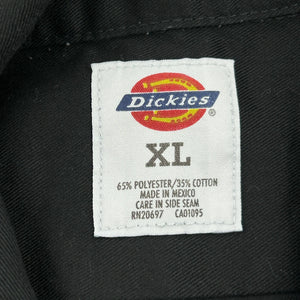 Dickies®
XL
65% POLYESTER/35% COTTON
MADE IN MEXICO
CARE IN SIDE SEAM
RN20697 CA01095